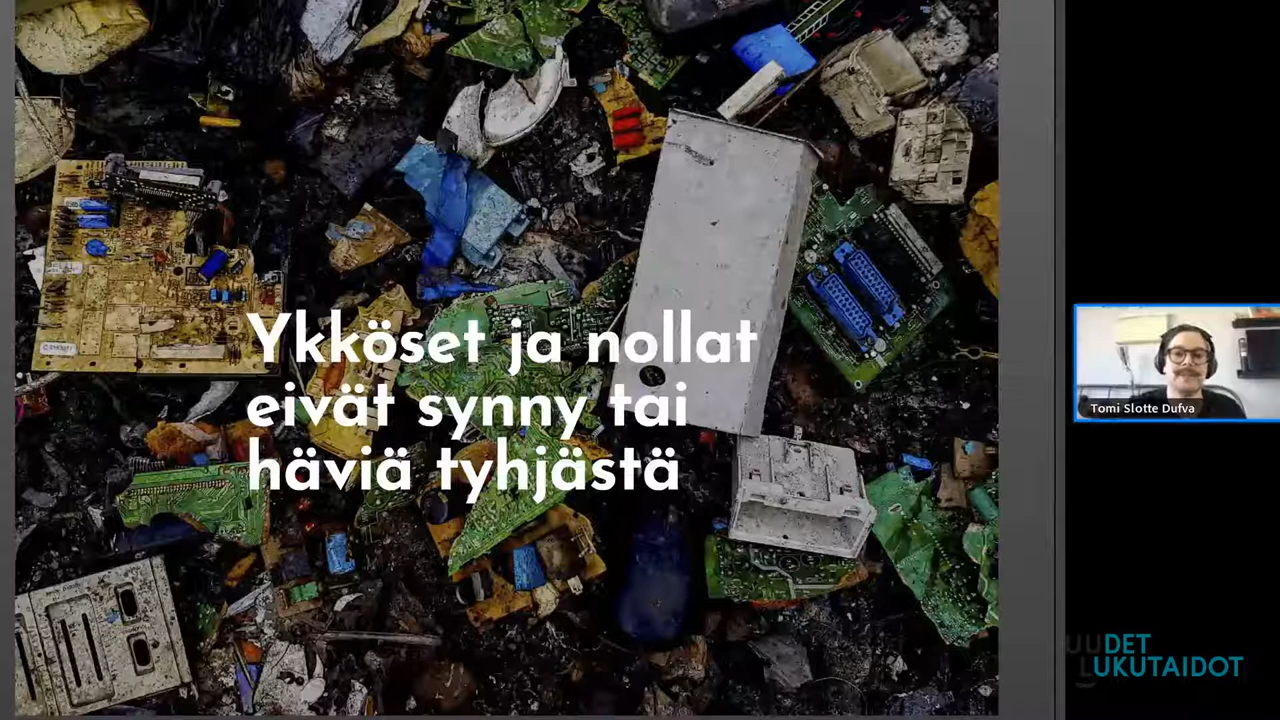 Ykköset ja nollat
eivät synny tai
häviä tyhjästä
Tomi Slotte Dufva
UUDET
LUKUTAIDOT